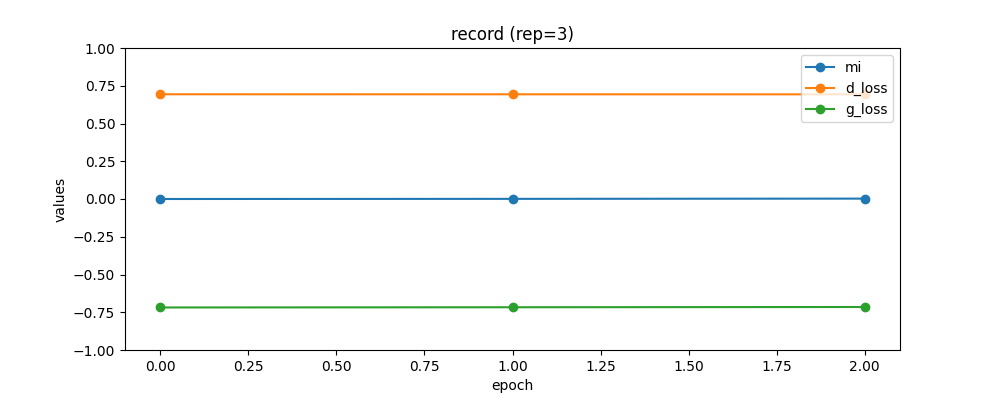 record (rep=3)
1.00
0.75
0.50
0.25
0.00
−0.25
−0.50
−0.75
−1.00
values
mi
d_loss
g_loss
0.00 0.25 0.50 0.75 1.00 1.25 1.50 1.75 2.00
epoch